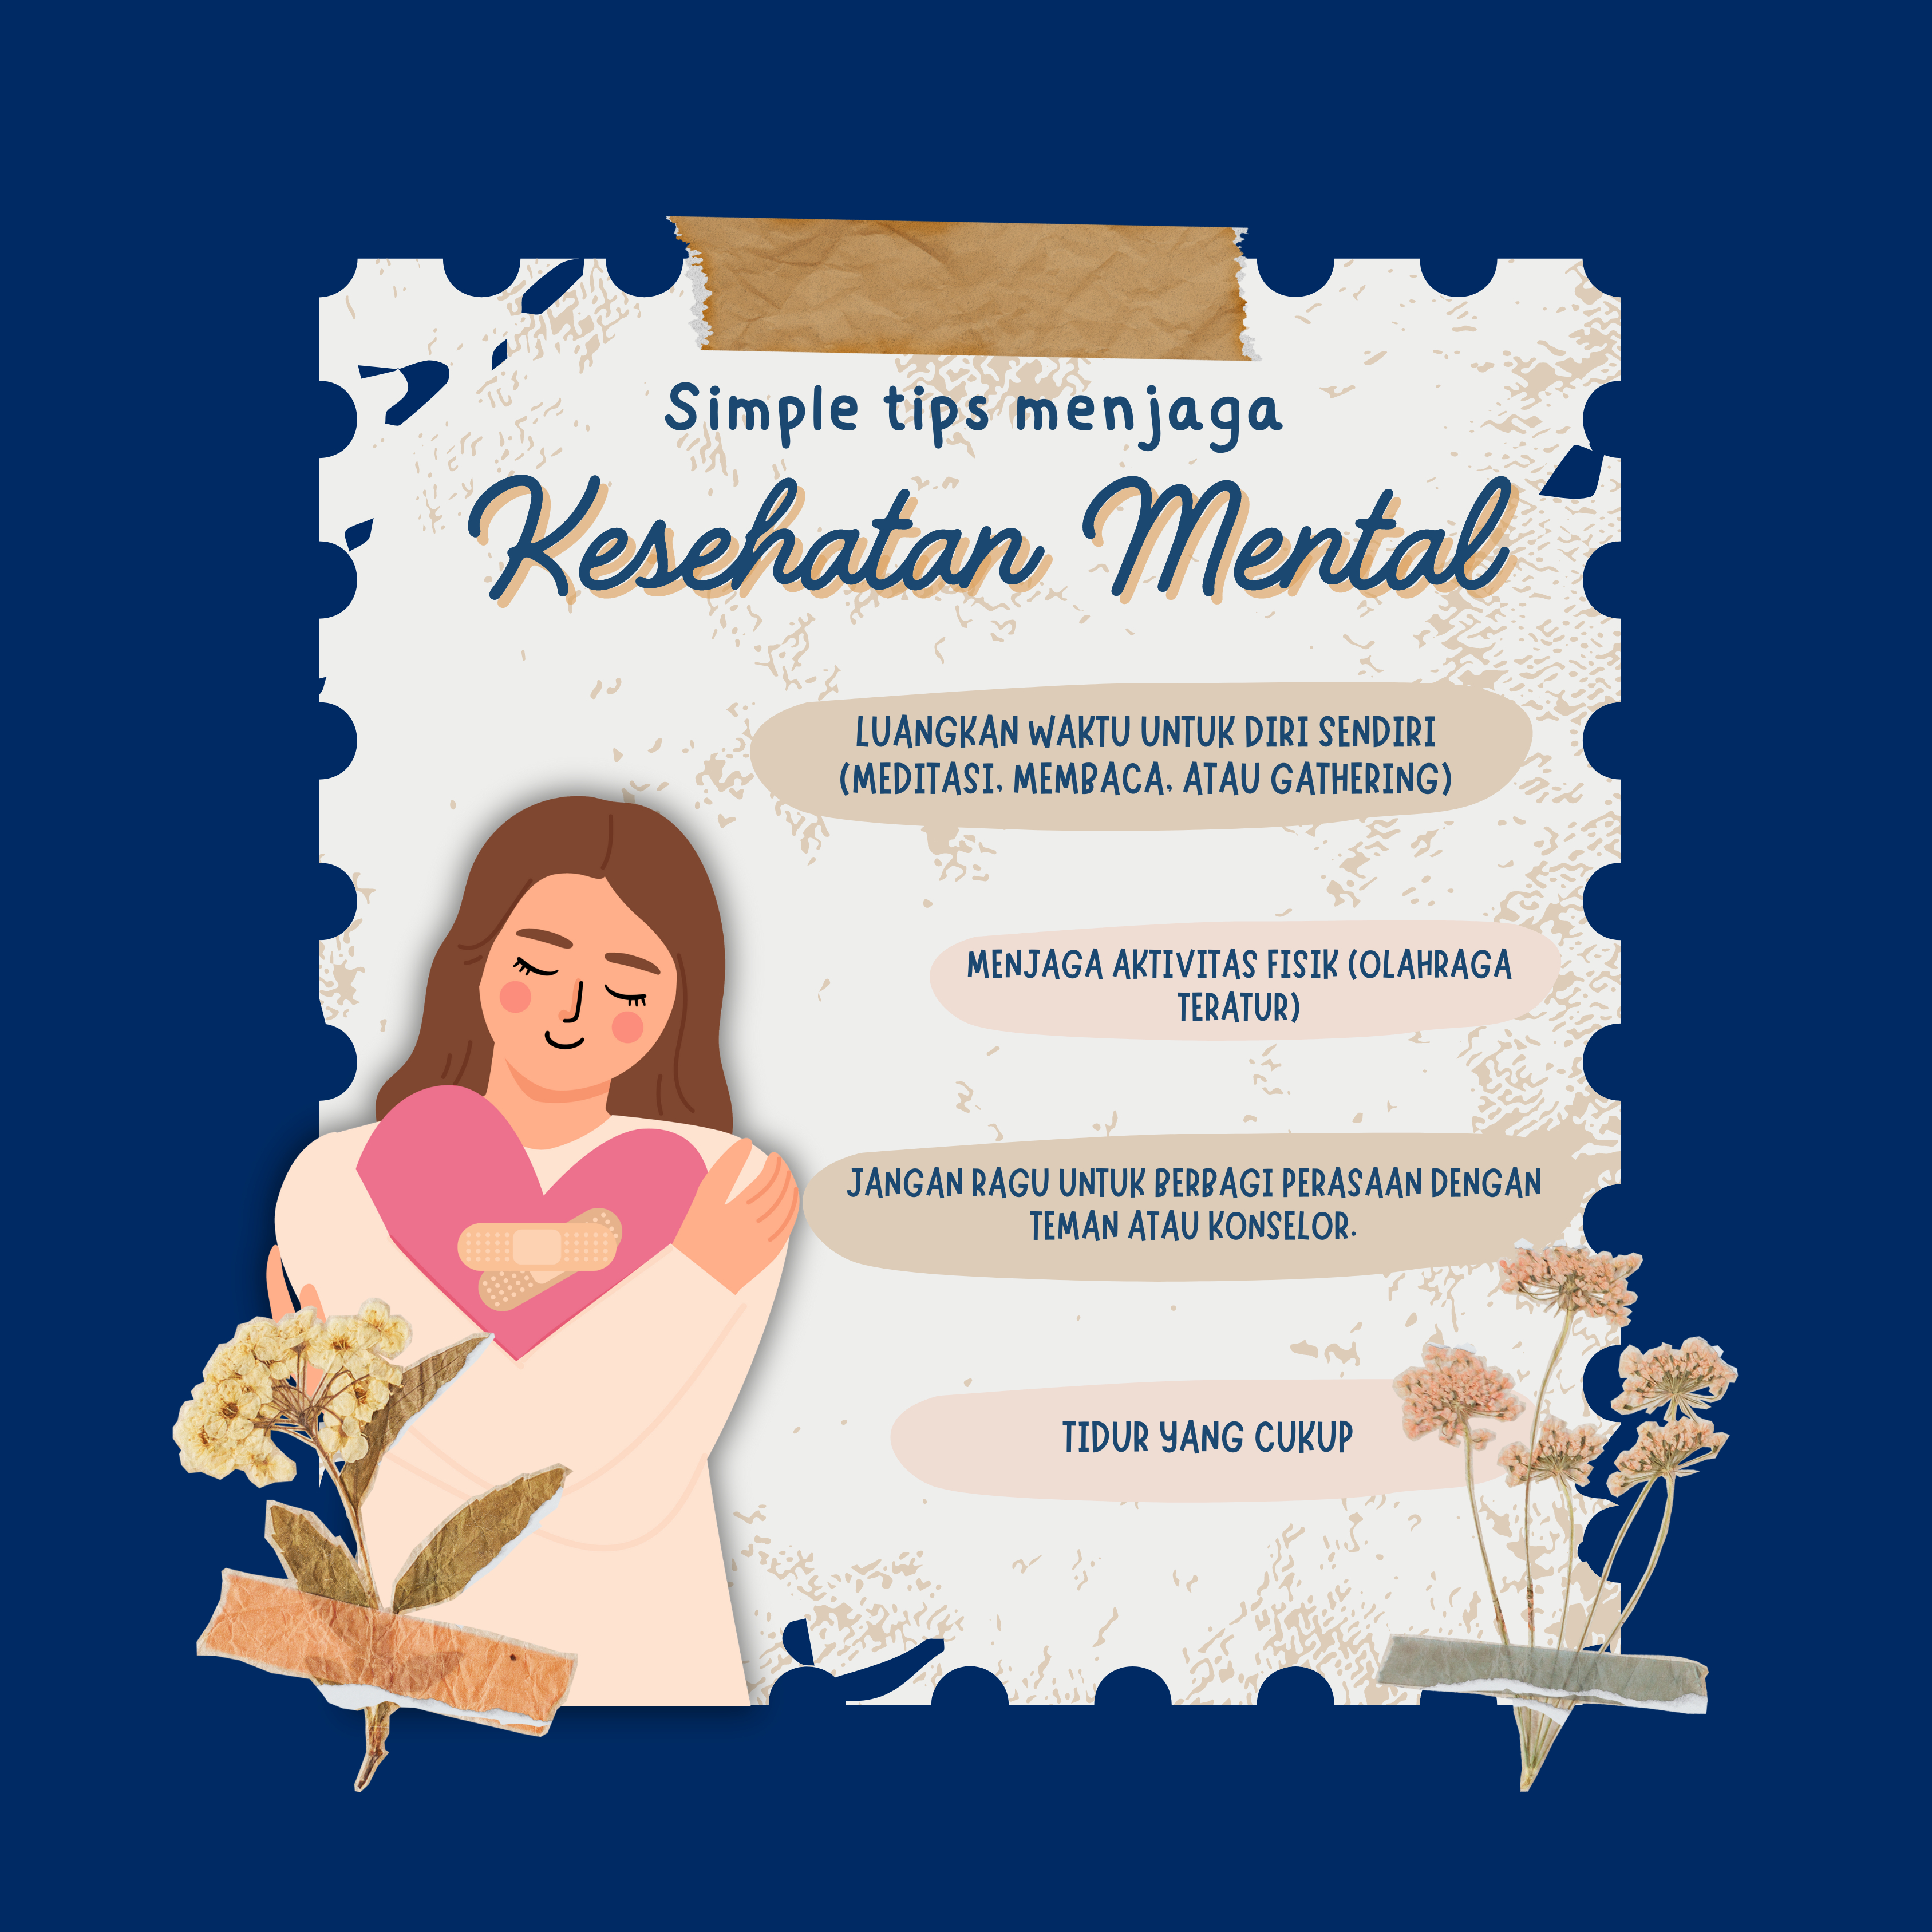 Simple tips menjaga
Kesehatan Mental
LUANGKAN WAKTU UNTUK DIRI SENDIRI
(MEDITASI, MEMBACA, ATAU GATHERING)
MENJAGA AKTIVITAS FISIK (OLAHRAGA
TERATUR)
JANGAN RAGU UNTUK BERBAGI PERASAAN DENGAN
TEMAN ATAU KONSELOR.
TIDUR YANG CUKUP